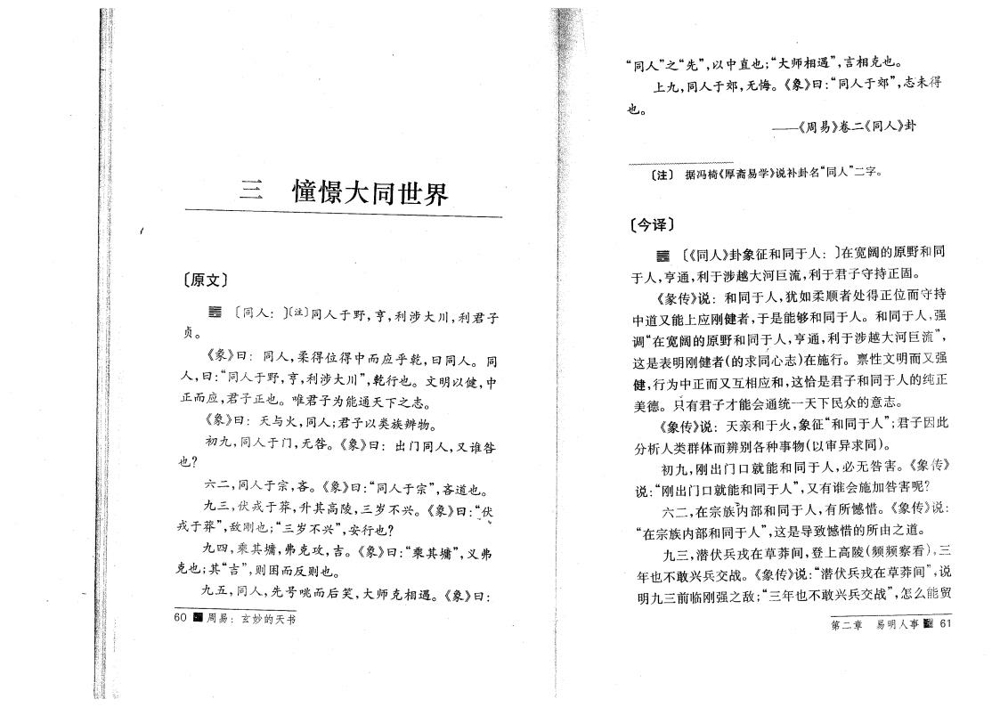 三 憧憬大同世界
〔原文〕
䷌ 〔同人：〕〔注〕同人于野，亨，利涉大川，利君子
贞。
《彖》曰：同人，柔得位得中而应乎乾，曰同人。同
人，曰：“同人于野，亨，利涉大川”，乾行也。文明以健，中
正而应，君子正也。唯君子为能通天下之志。
《象》曰：天与火，同人；君子以类族辨物。
初九，同人于门，无咎。《象》曰：出门同人，又谁咎
也？
六二，同人于宗，吝。《象》曰：“同人于宗”，吝道也。
九三，伏戎于莽，升其高陵，三岁不兴。《象》曰：“伏
戎于莽”，敌刚也；“三岁不兴”，安行也？
九四，乘其墉，弗克攻，吉。《象》曰：“乘其墉”，义弗
克也；其“吉”，则困而反则也。
九五，同人，先号咷而后笑，大师克相遇。《象》曰：
60 周易：玄妙的天书
“同人”之“先”，以中直也；“大师相遇”，言相克也。
上九，同人于郊，无悔。《象》曰：“同人于郊”，志未得
也。
——《周易》卷二《同人》卦
〔注〕 据冯椅《厚斋易学》说补卦名“同人”二字。
〔今译〕
䷌ 〔《同人》卦象征和同于人：〕在宽阔的原野和同
于人，亨通，利于涉越大河巨流，利于君子守持正固。
《彖传》说：和同于人，犹如柔顺者处得正位而守持
中道又能上应刚健者，于是能够和同于人。和同于人，强
调“在宽阔的原野和同于人，亨通，利于涉越大河巨流”，
这是表明刚健者（的求同心志）在施行。禀性文明而又强
健，行为中正而又互相应和，这恰是君子和同于人的纯正
美德。只有君子才能会通统一天下民众的意志。
《象传》说：天亲和于火，象征“和同于人”；君子因此
分析人类群体而辨别各种事物（以审异求同）。
初九，刚出门口就能和同于人，必无咎害。《象传》
说：“刚出门口就能和同于人”，又有谁会施加咎害呢？
六二，在宗族内部和同于人，有所憾惜。《象传》说：
“在宗族内部和同于人”，这是导致憾惜的所由之道。
九三，潜伏兵戎在草莽间，登上高陵（频频察看），三
年也不敢兴兵交战。《象传》说：“潜伏兵戎在草莽间”，说
明九三前临刚强之敌；“三年也不敢兴兵交战”，怎么能贸
第二章 易明人事 61